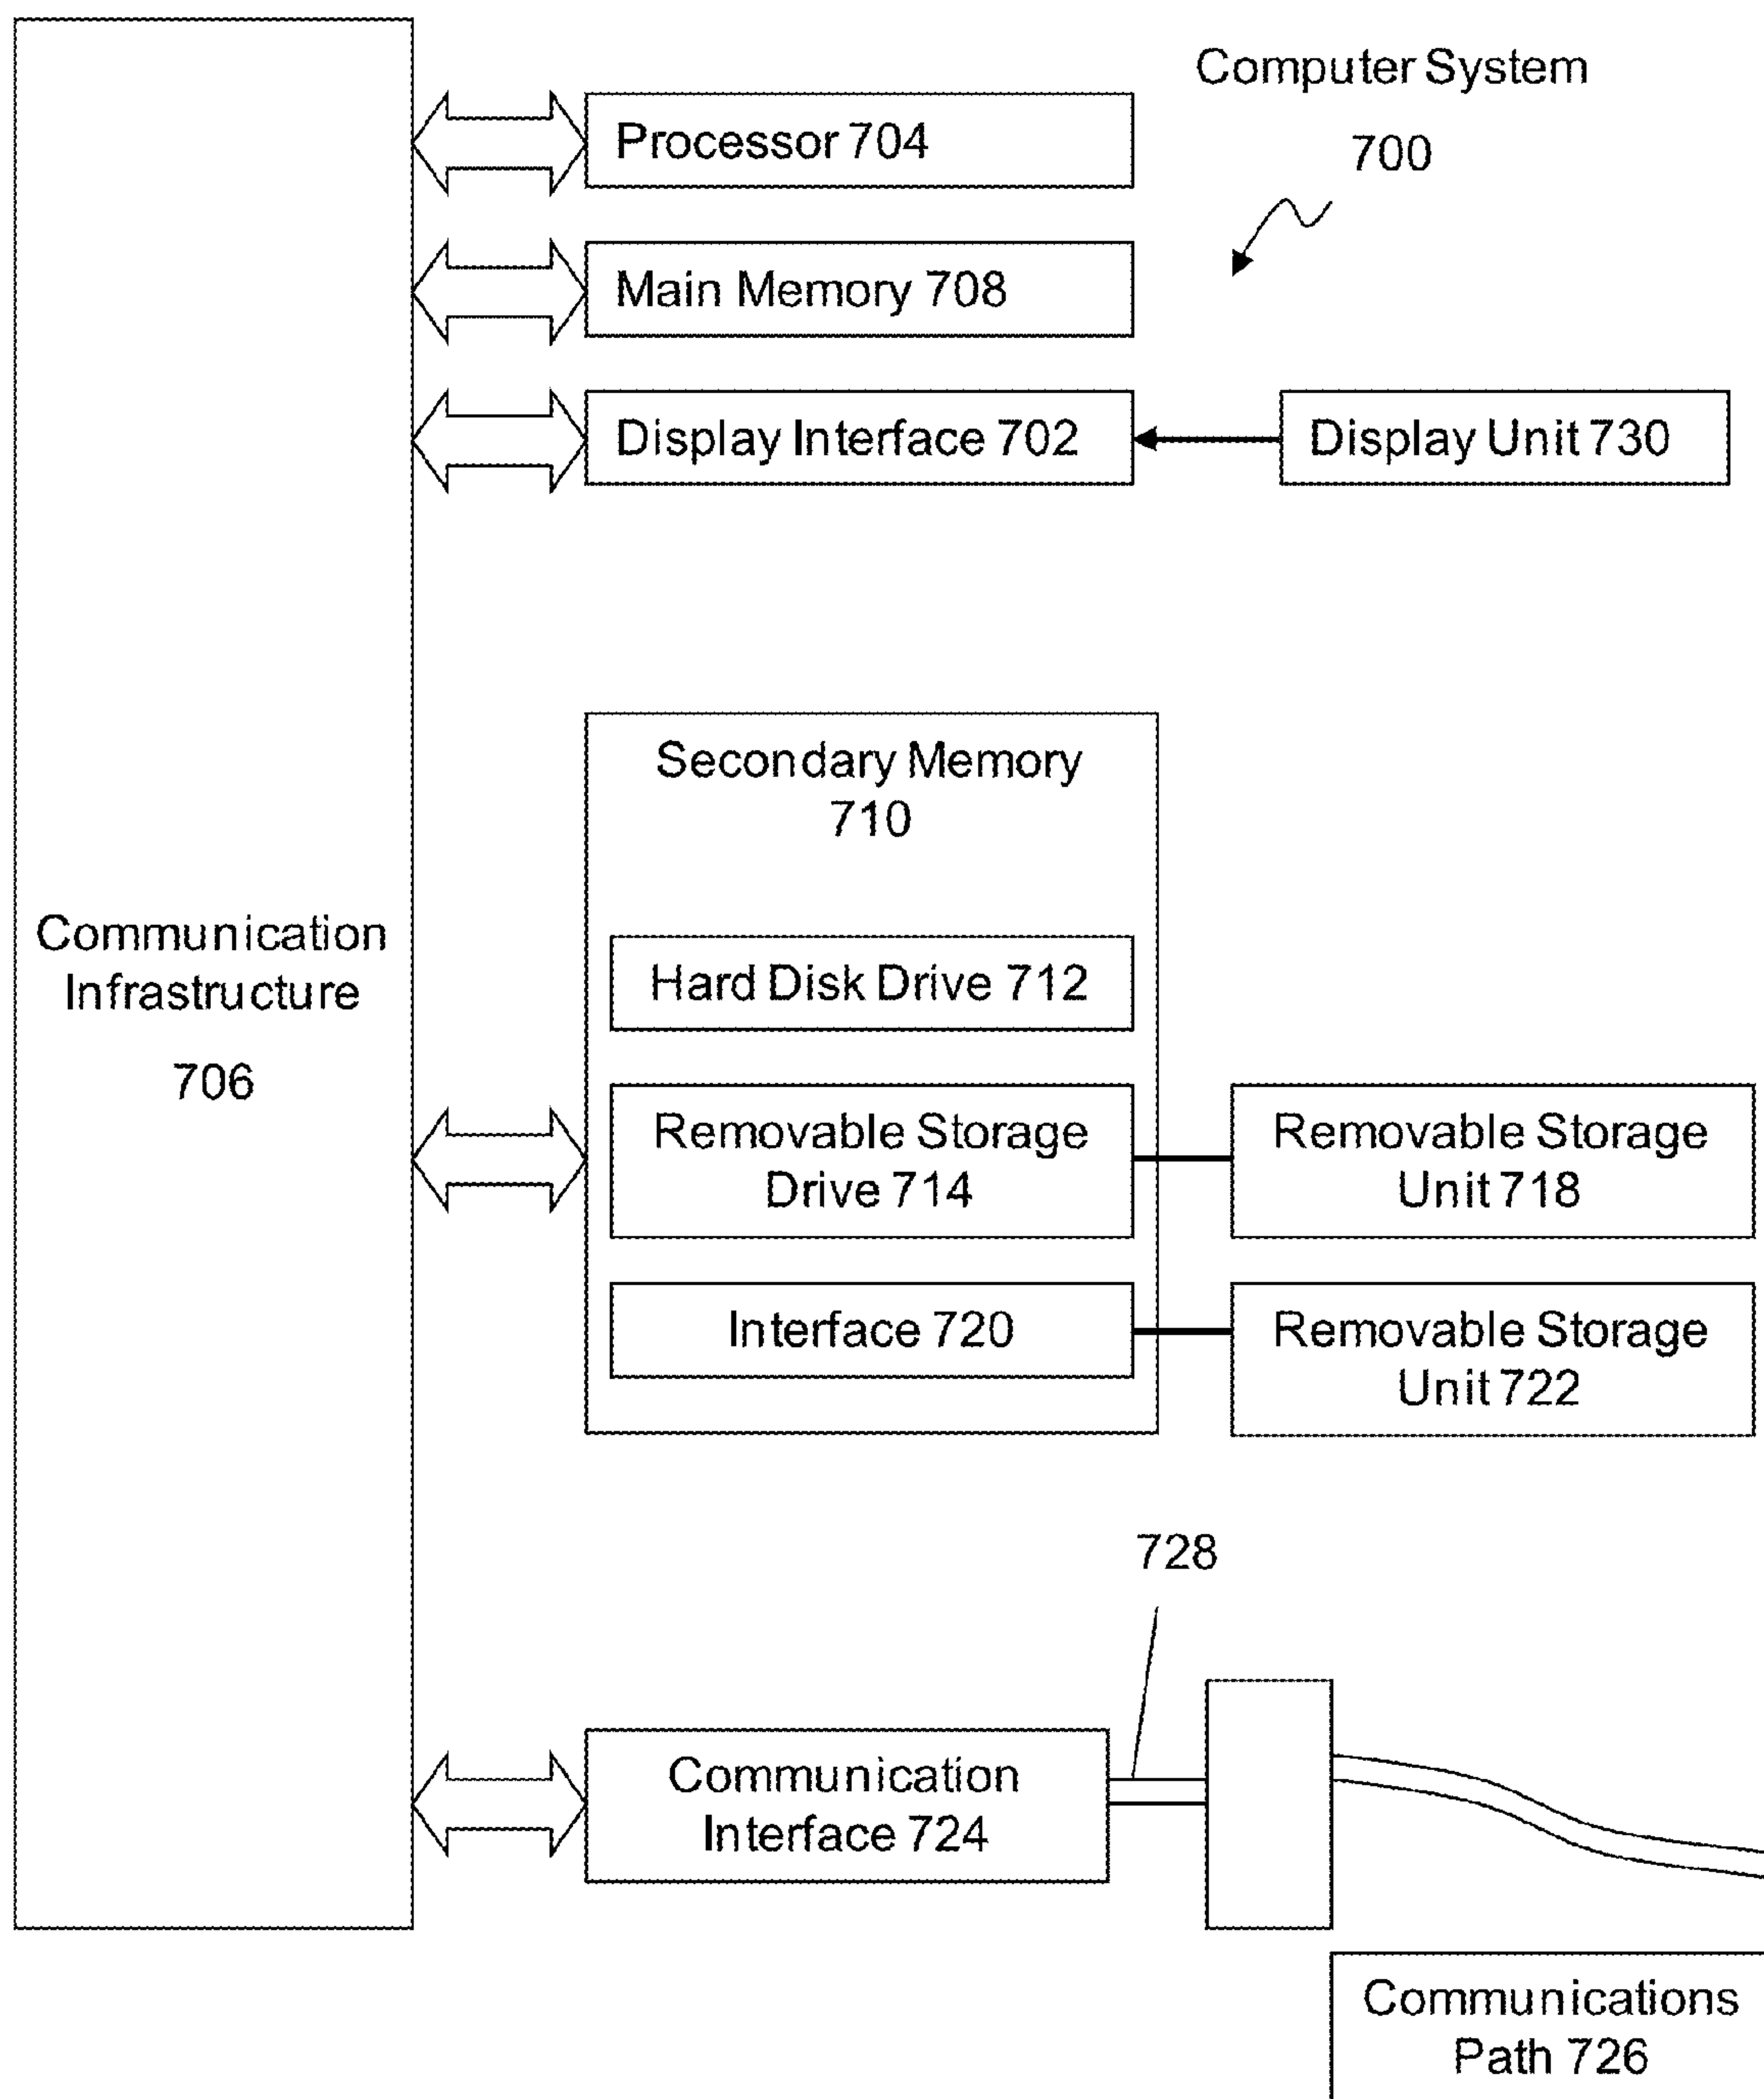 Computer System
700
Processor 704
Main Memory 708
Display Interface 702
Display Unit 730
Communication
Infrastructure
706
Secondary Memory
710
Hard Disk Drive 712
Removable Storage
Drive 714
Removable Storage
Unit 718
Interface 720
Removable Storage
Unit 722
728
Communication
Interface 724
Communications
Path 726